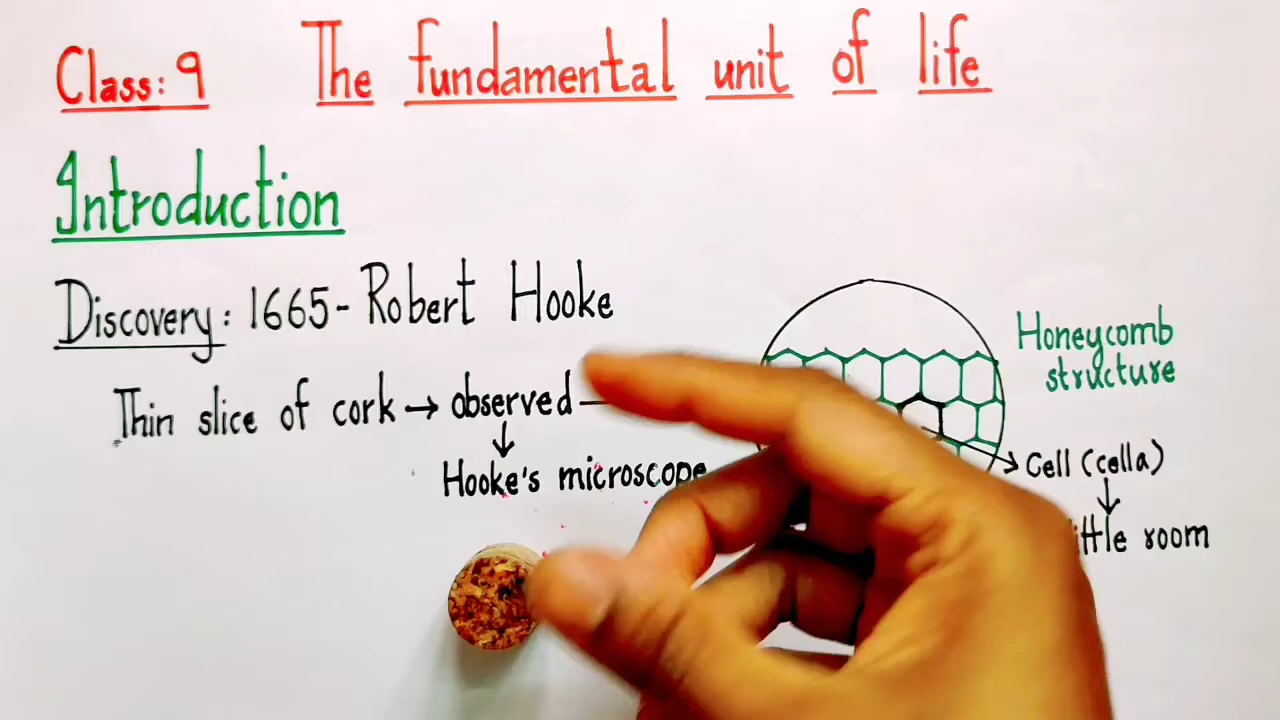 Class: 9 The fundamental unit of life
Introduction
Discovery: 1665- Robert Hooke
Thin slice of cork → observed
Hooke's microscope
Honeycomb
structure
Cell (cella)
room